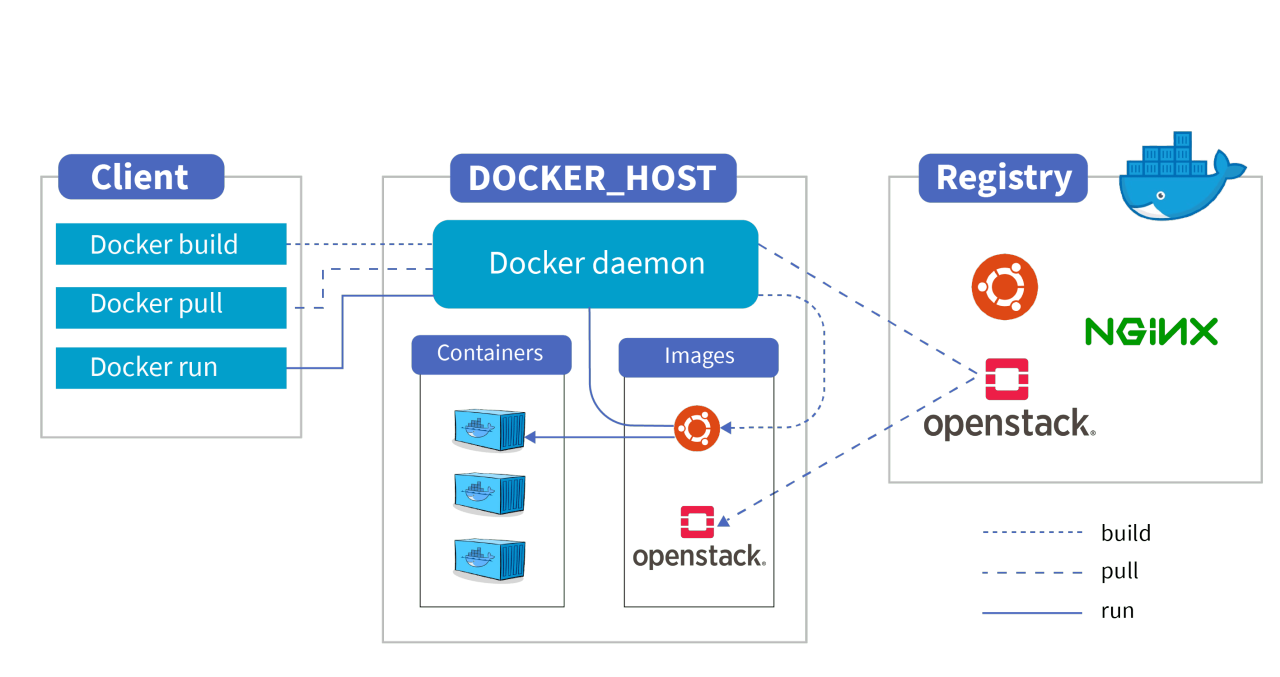 Client
Docker build
Docker pull
Docker run
DOCKER_HOST
Docker daemon
Containers
Images
openstack.
Registry
NGiNX
openstack.
build
pull
run